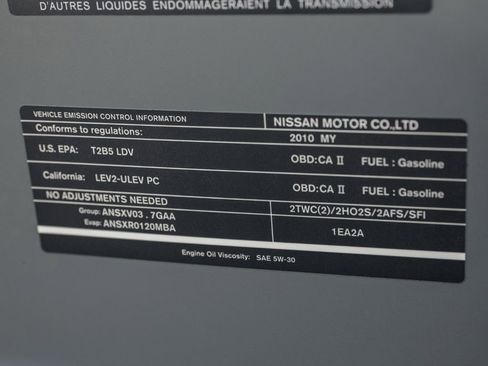 D'AUTRES LIQUIDES ENDOMMAGERAIENT LA TRANSMISSION
VEHICLE EMISSION CONTROL INFORMATION
NISSAN MOTOR CO.,LTD
Conforms to regulations:
2010 MY
U.S. EPA: T2B5 LDV
OBD:CA II FUEL : Gasoline
California: LEV2-ULEV PC
OBD:CA II FUEL : Gasoline
NO ADJUSTMENTS NEEDED
2TWC(2)/2HO2S/2AFS/SFI
Group: ANSXV03.7GAA
Evap: ANSXR0120MBA
1EA2A
Engine Oil Viscosity: SAE 5W-30